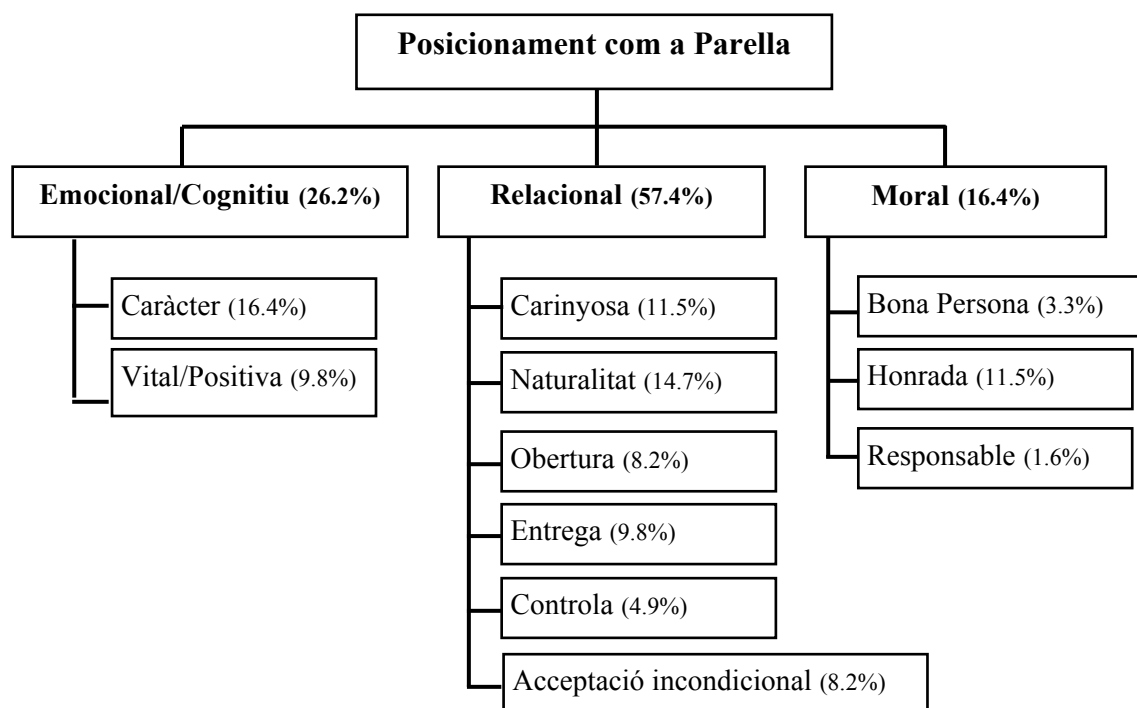 Posicionament com a Parella
Emocional/Cognitiu (26.2%)
Caràcter (16.4%)
Vital/Positiva (9.8%)
Relacional (57.4%)
Carinyosa (11.5%)
Naturalitat (14.7%)
Obertura (8.2%)
Entrega (9.8%)
Controla (4.9%)
Acceptació incondicional (8.2%)
Moral (16.4%)
Bona Persona (3.3%)
Honrada (11.5%)
Responsable (1.6%)